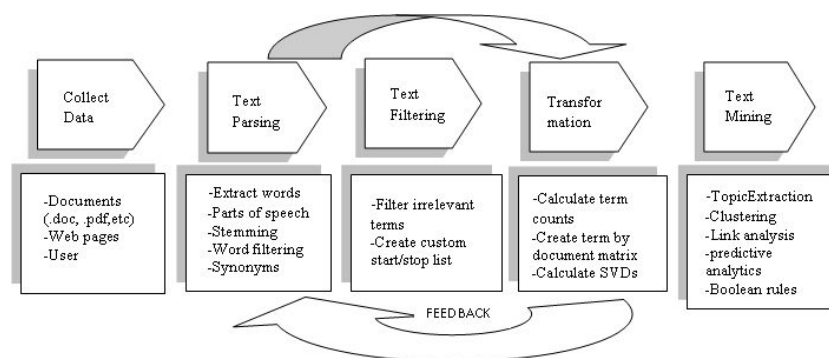 Collect
Data
Text
Parsing
Text
Filtering
Transfor
mation
Text
Mining
-Documents
(.doc, .pdf,etc)
-Web pages
-User
-Extract words
-Parts of speech
-Stemming
-Word filtering
-Synonyms
-Filter irrelevant
terms
-Create custom
start/stop list
-Calculate term
counts
-Create term by
document matrix
-Calculate SVDs
-TopicExtraction
-Clustering
-Link analysis
-predictive
analytics
-Boolean rules
FEEDBACK